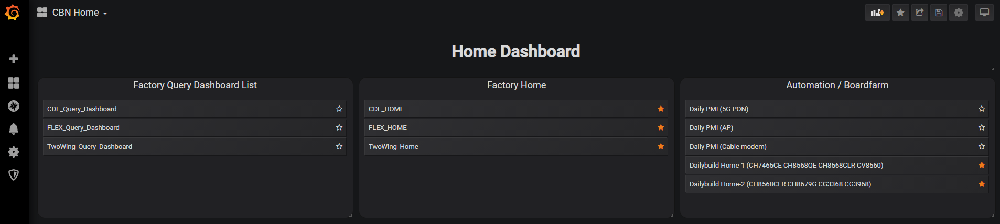 CBN Home
Home Dashboard
Factory Query Dashboard List
CDE_Query_Dashboard
FLEX_Query_Dashboard
TwoWing_Query_Dashboard
Factory Home
CDE_HOME
FLEX_HOME
TwoWing_Home
Automation / Boardfarm
Daily PMI (5G PON)
Daily PMI (AP)
Daily PMI (Cable modem)
Dailybuild Home-1 (CH7465CE CH8568QE CH8568CLR CV8560)
Dailybuild Home-2 (CH8568CLR CH8679G CG3368 CG3968)